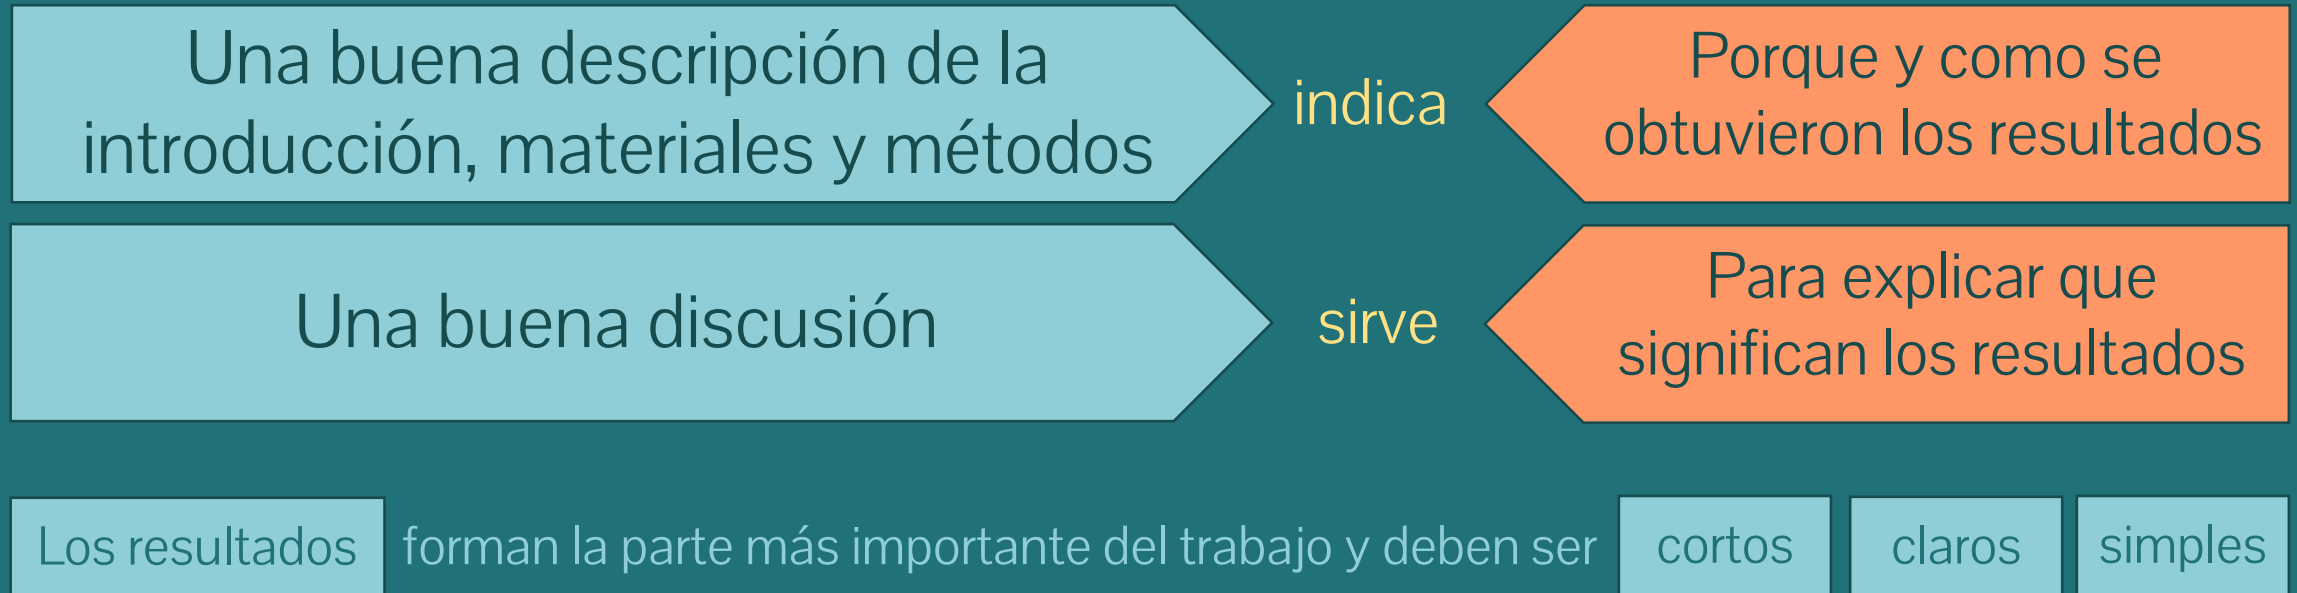 Una buena descripción de la
introducción, materiales y métodos
indica
Porque y como se
obtuvieron los resultados
Una buena discusión
sirve
Para explicar que
significan los resultados
Los resultados forman la parte más importante del trabajo y deben ser cortos claros simples